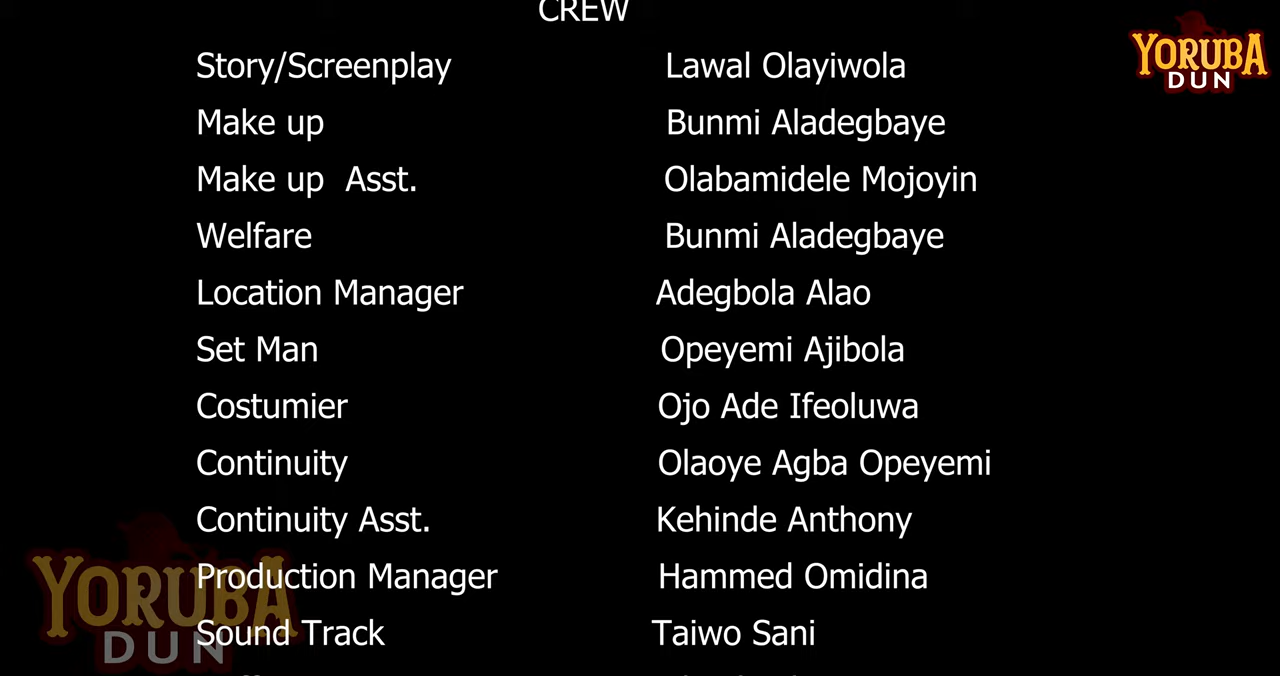 CREW
YORUBA
DUN
Story/Screenplay Lawal Olayiwola
Make up Bunmi Aladegbaye
Make up Asst. Olabamidele Mojoyin
Welfare Bunmi Aladegbaye
Location Manager Adegbola Alao
Set Man Opeyemi Ajibola
Costumier Ojo Ade Ifeoluwa
Continuity Olaoye Agba Opeyemi
Continuity Asst. Kehinde Anthony
Production Manager Hammed Omidina
Sound Track Taiwo Sani
YORUBA
DUN